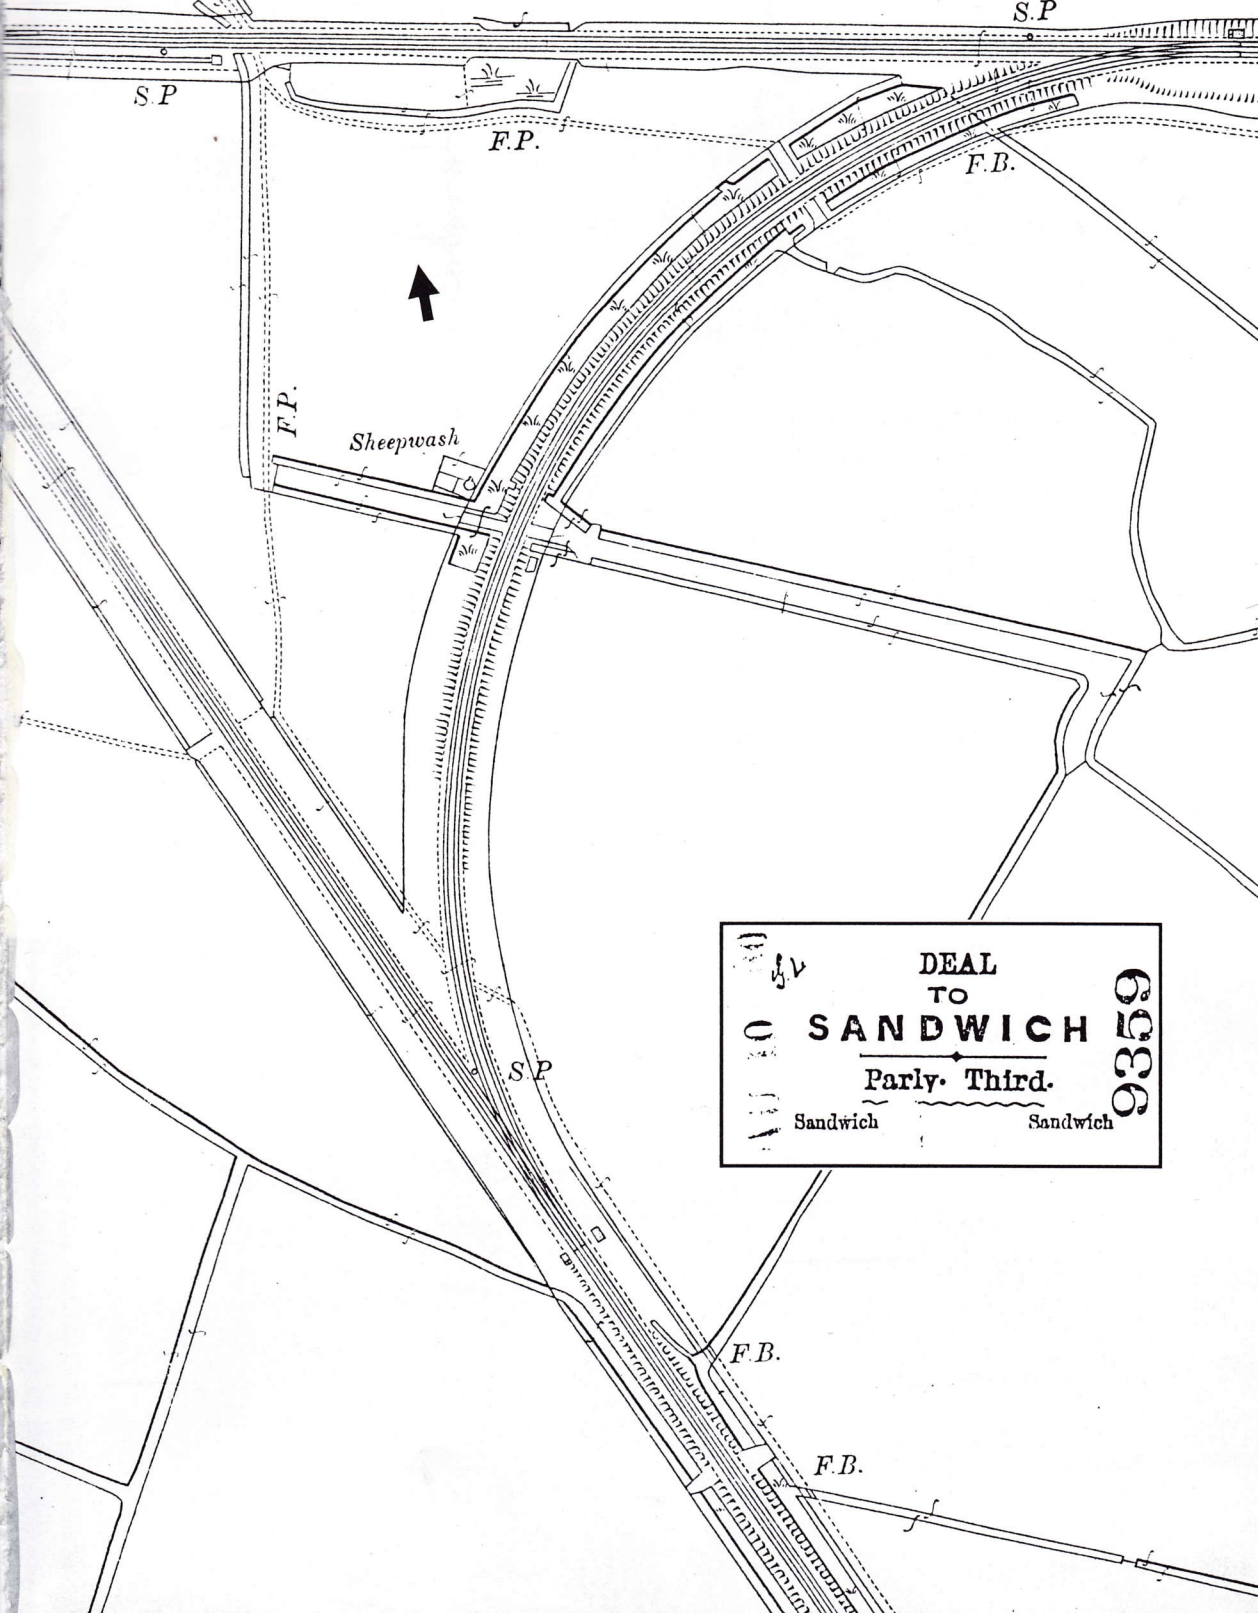 S.P
S.P
F.P.
F.B.
F.P.
Sheepwash
S.P
DEAL
TO
SANDWICH
Parly. Third.
Sandwich Sandwich
9359
F.B.
F.B.